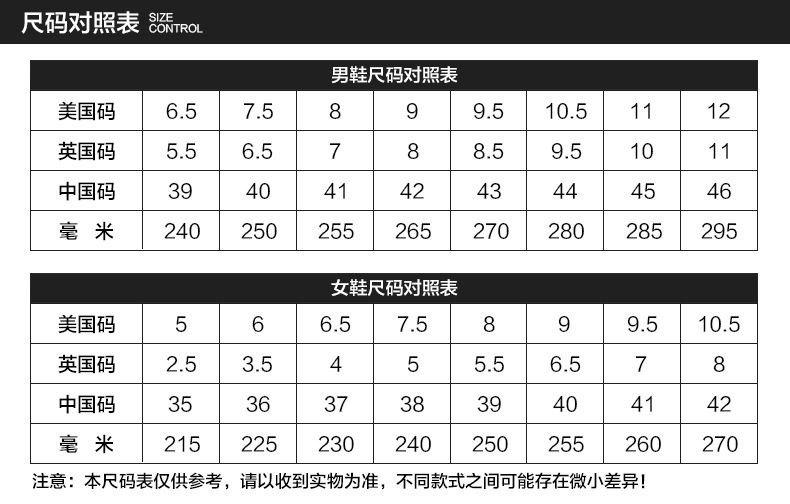 尺码对照表 SIZE CONTROL
男鞋尺码对照表
美国码 6.5 7.5 8 9 9.5 10.5 11 12
英国码 5.5 6.5 7 8 8.5 9.5 10 11
中国码 39 40 41 42 43 44 45 46
毫 米 240 250 255 265 270 280 285 295
女鞋尺码对照表
美国码 5 6 6.5 7.5 8 9 9.5 10.5
英国码 2.5 3.5 4 5 5.5 6.5 7 8
中国码 35 36 37 38 39 40 41 42
毫 米 215 225 230 240 250 255 260 270
注意：本尺码表仅供参考，请以收到实物为准，不同款式之间可能存在微小差异！